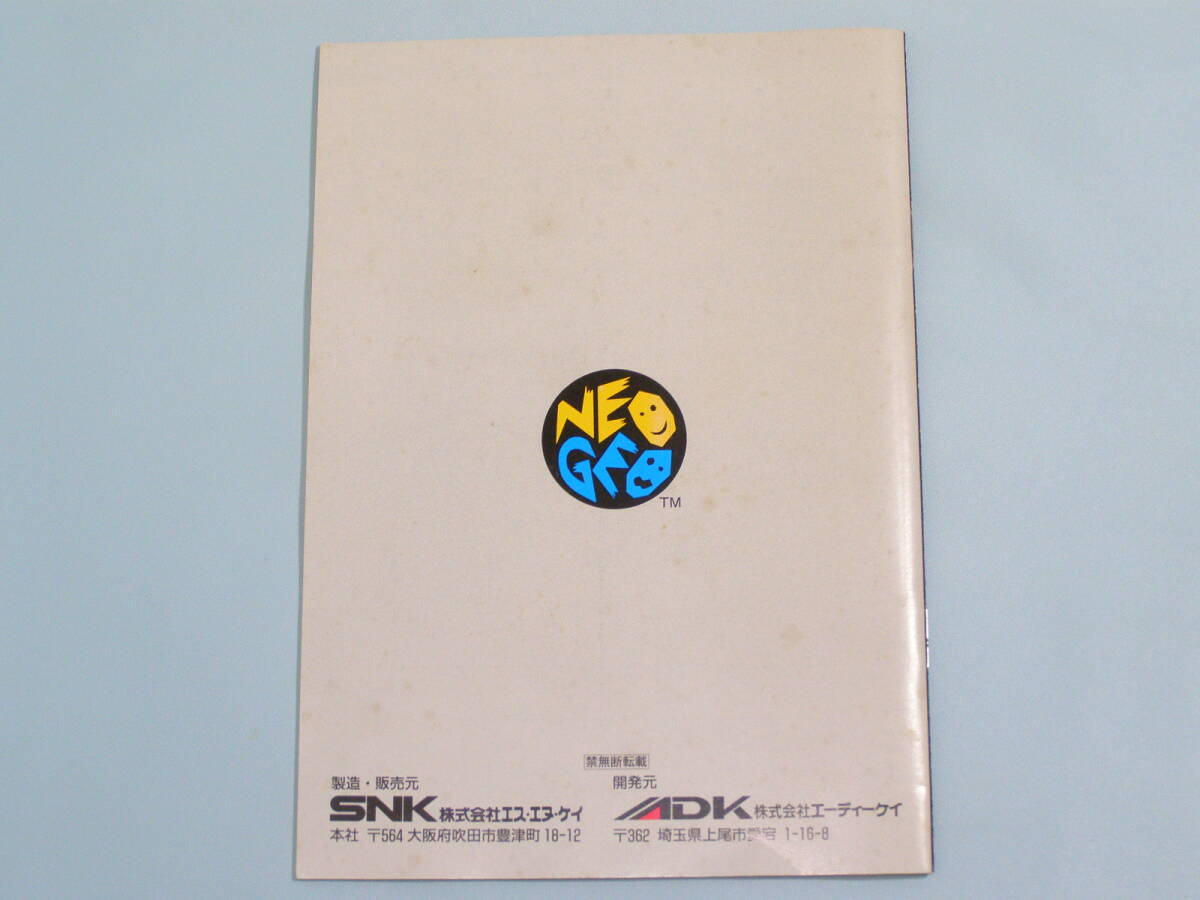 NEO
GEO
TM
禁無断転載
製造・販売元
SNK 株式会社エス・エヌ・ケイ
本社 〒564 大阪府吹田市豊津町18-12
開発元
ADK 株式会社エーディーケイ
〒362 埼玉県上尾市愛宕 1-16-8